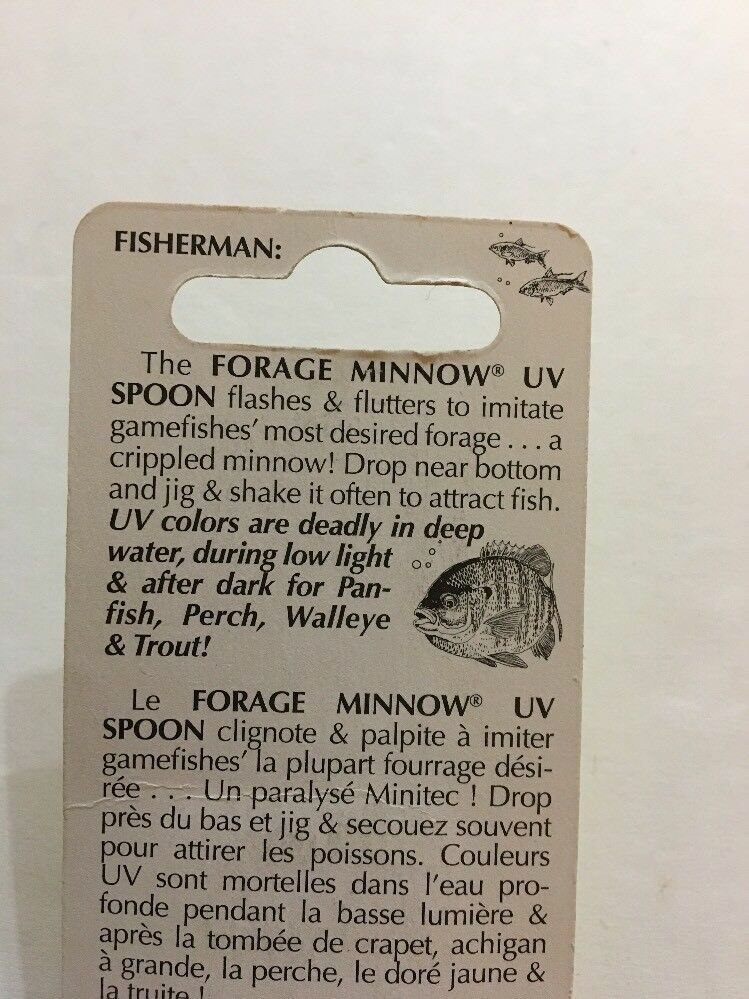 FISHERMAN:
The FORAGE MINNOW® UV
SPOON flashes & flutters to imitate
gamefishes' most desired forage . . . a
crippled minnow! Drop near bottom
and jig & shake it often to attract fish.
UV colors are deadly in deep
water, during low light
& after dark for Pan-
fish, Perch, Walleye
& Trout!
Le FORAGE MINNOW® UV
SPOON clignote & palpite à imiter
gamefishes' la plupart fourrage dési-
rée . . . Un paralysé Minitec ! Drop
près du bas et jig & secouez souvent
pour attirer les poissons. Couleurs
UV sont mortelles dans l'eau pro-
fonde pendant la basse lumière &
après la tombée de crapet, achigan
à grande, la perche, le doré jaune &
la truite !